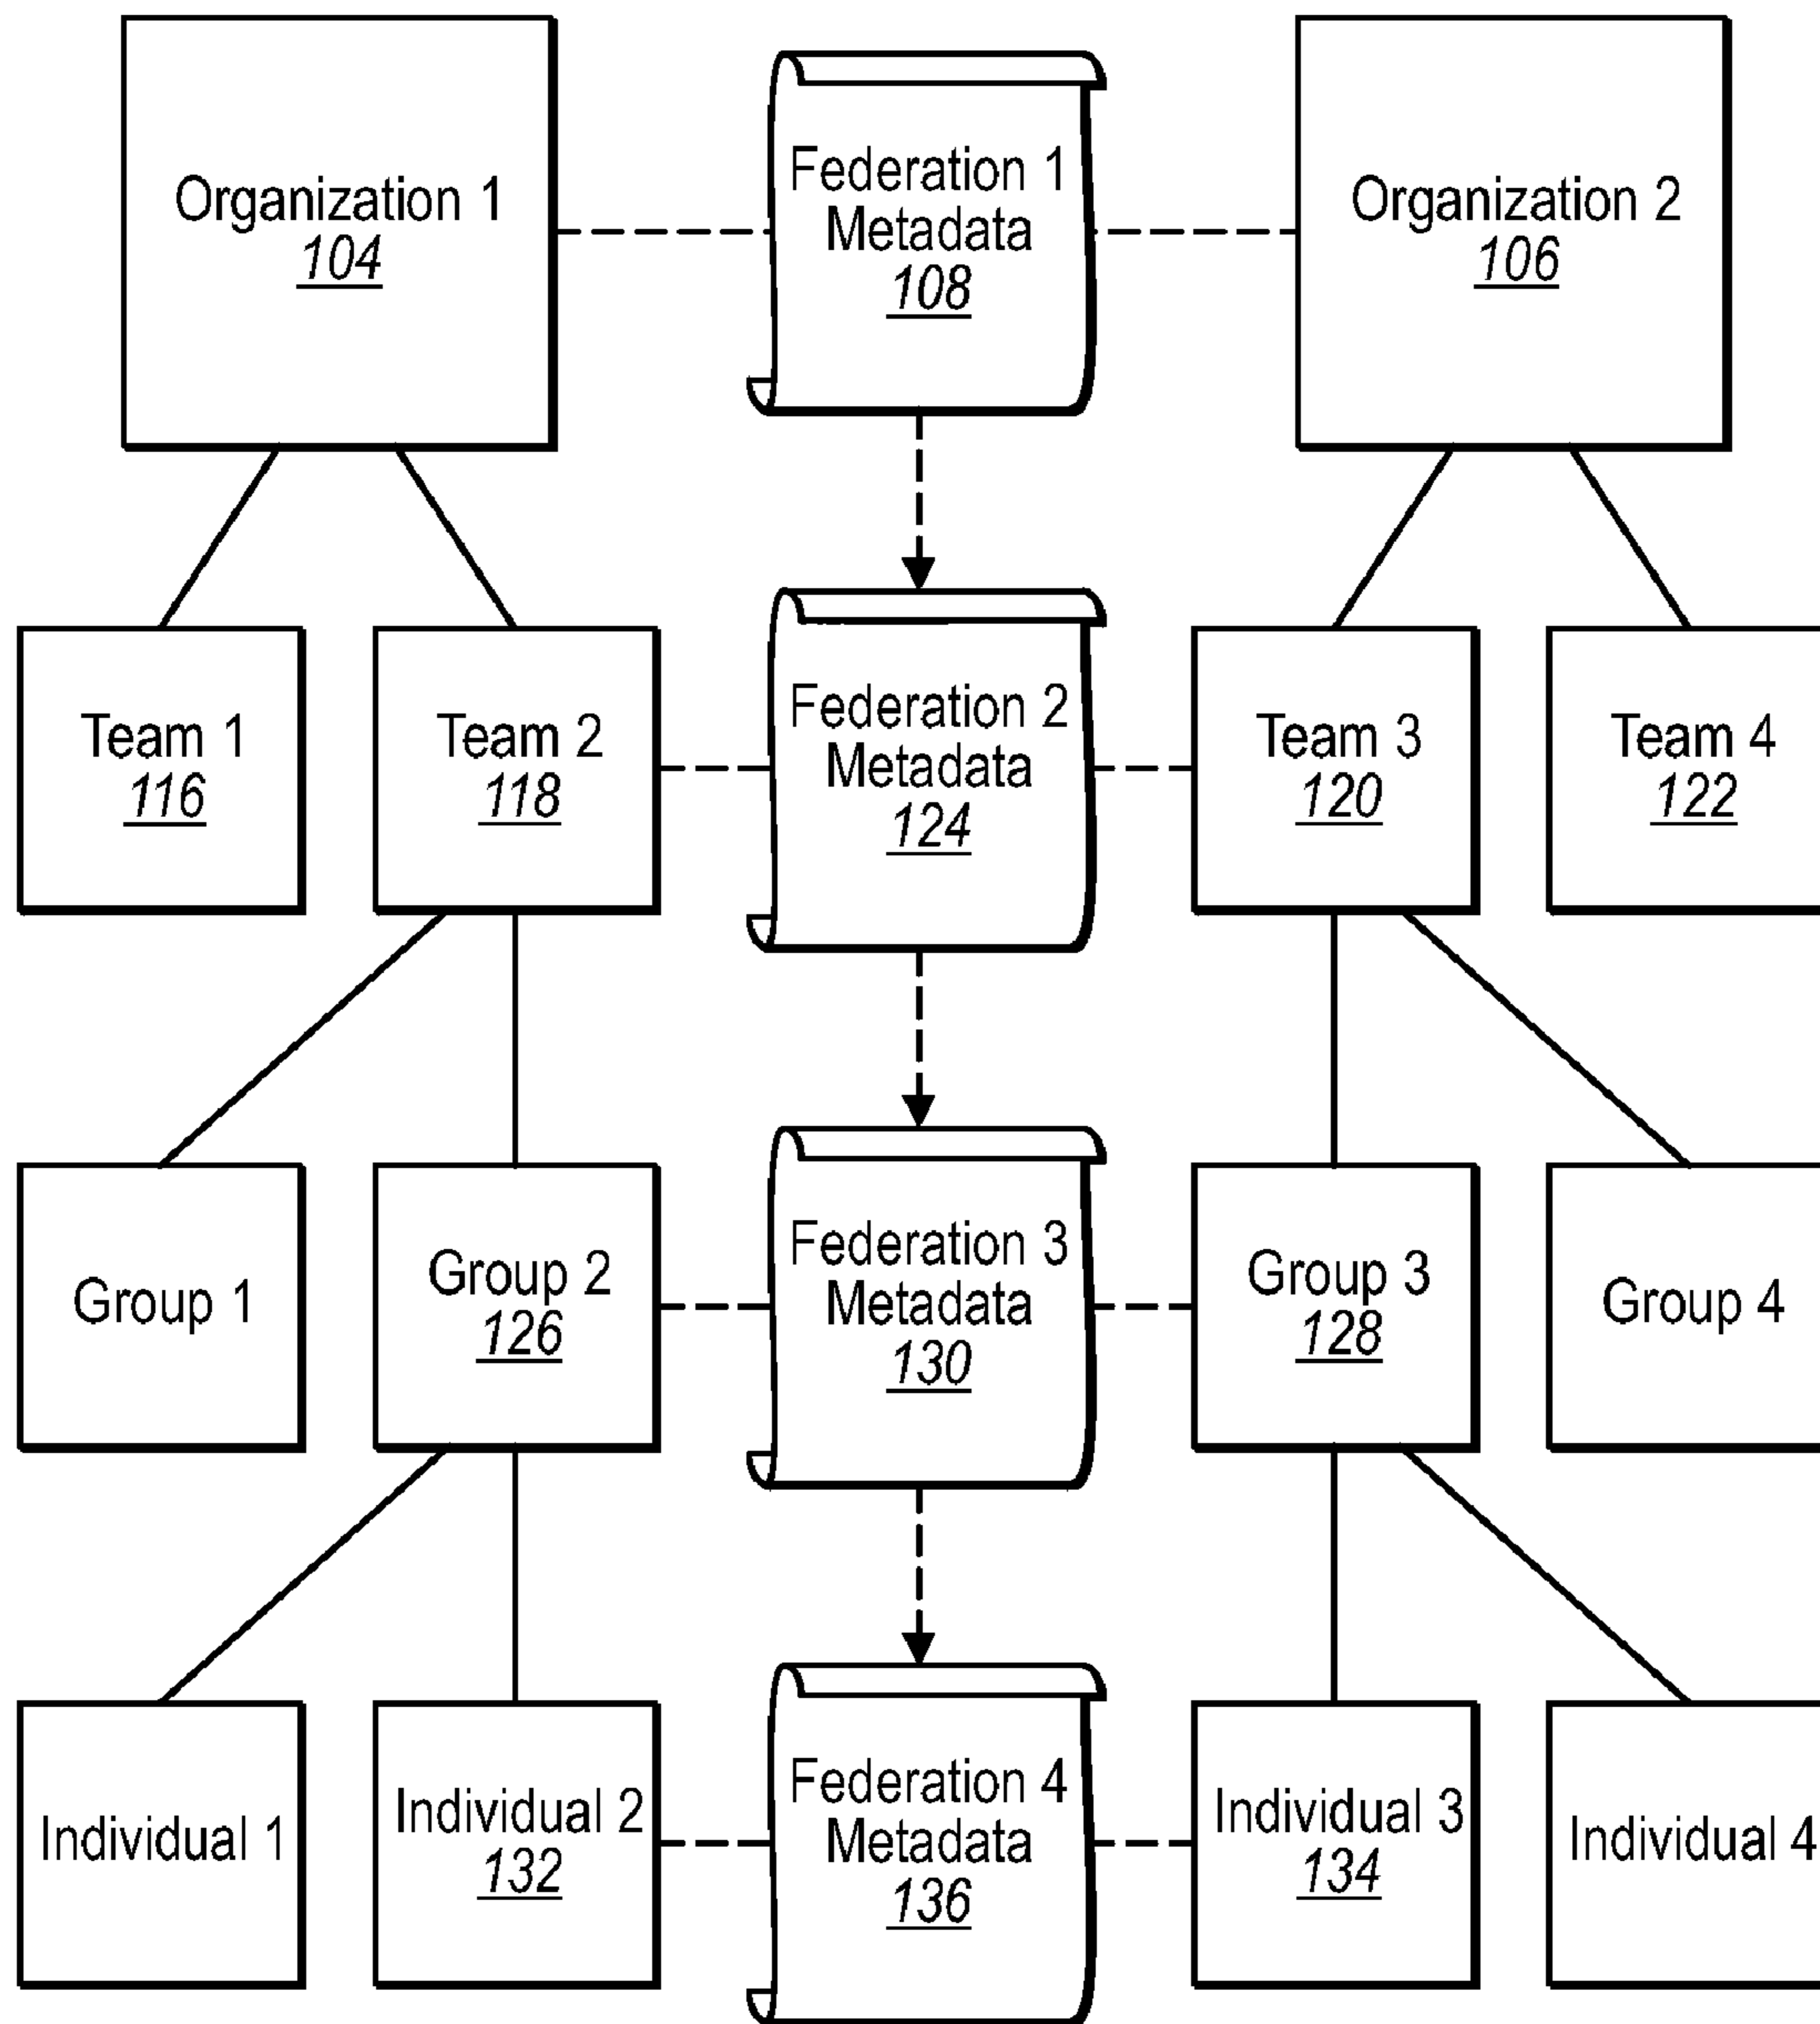 Organization 1
104
Federation 1
Metadata
108
Organization 2
106
Team 1
116
Team 2
118
Federation 2
Metadata
124
Team 3
120
Team 4
122
Group 1
Group 2
126
Federation 3
Metadata
130
Group 3
128
Group 4
Individual 1
Individual 2
132
Federation 4
Metadata
136
Individual 3
134
Individual 4